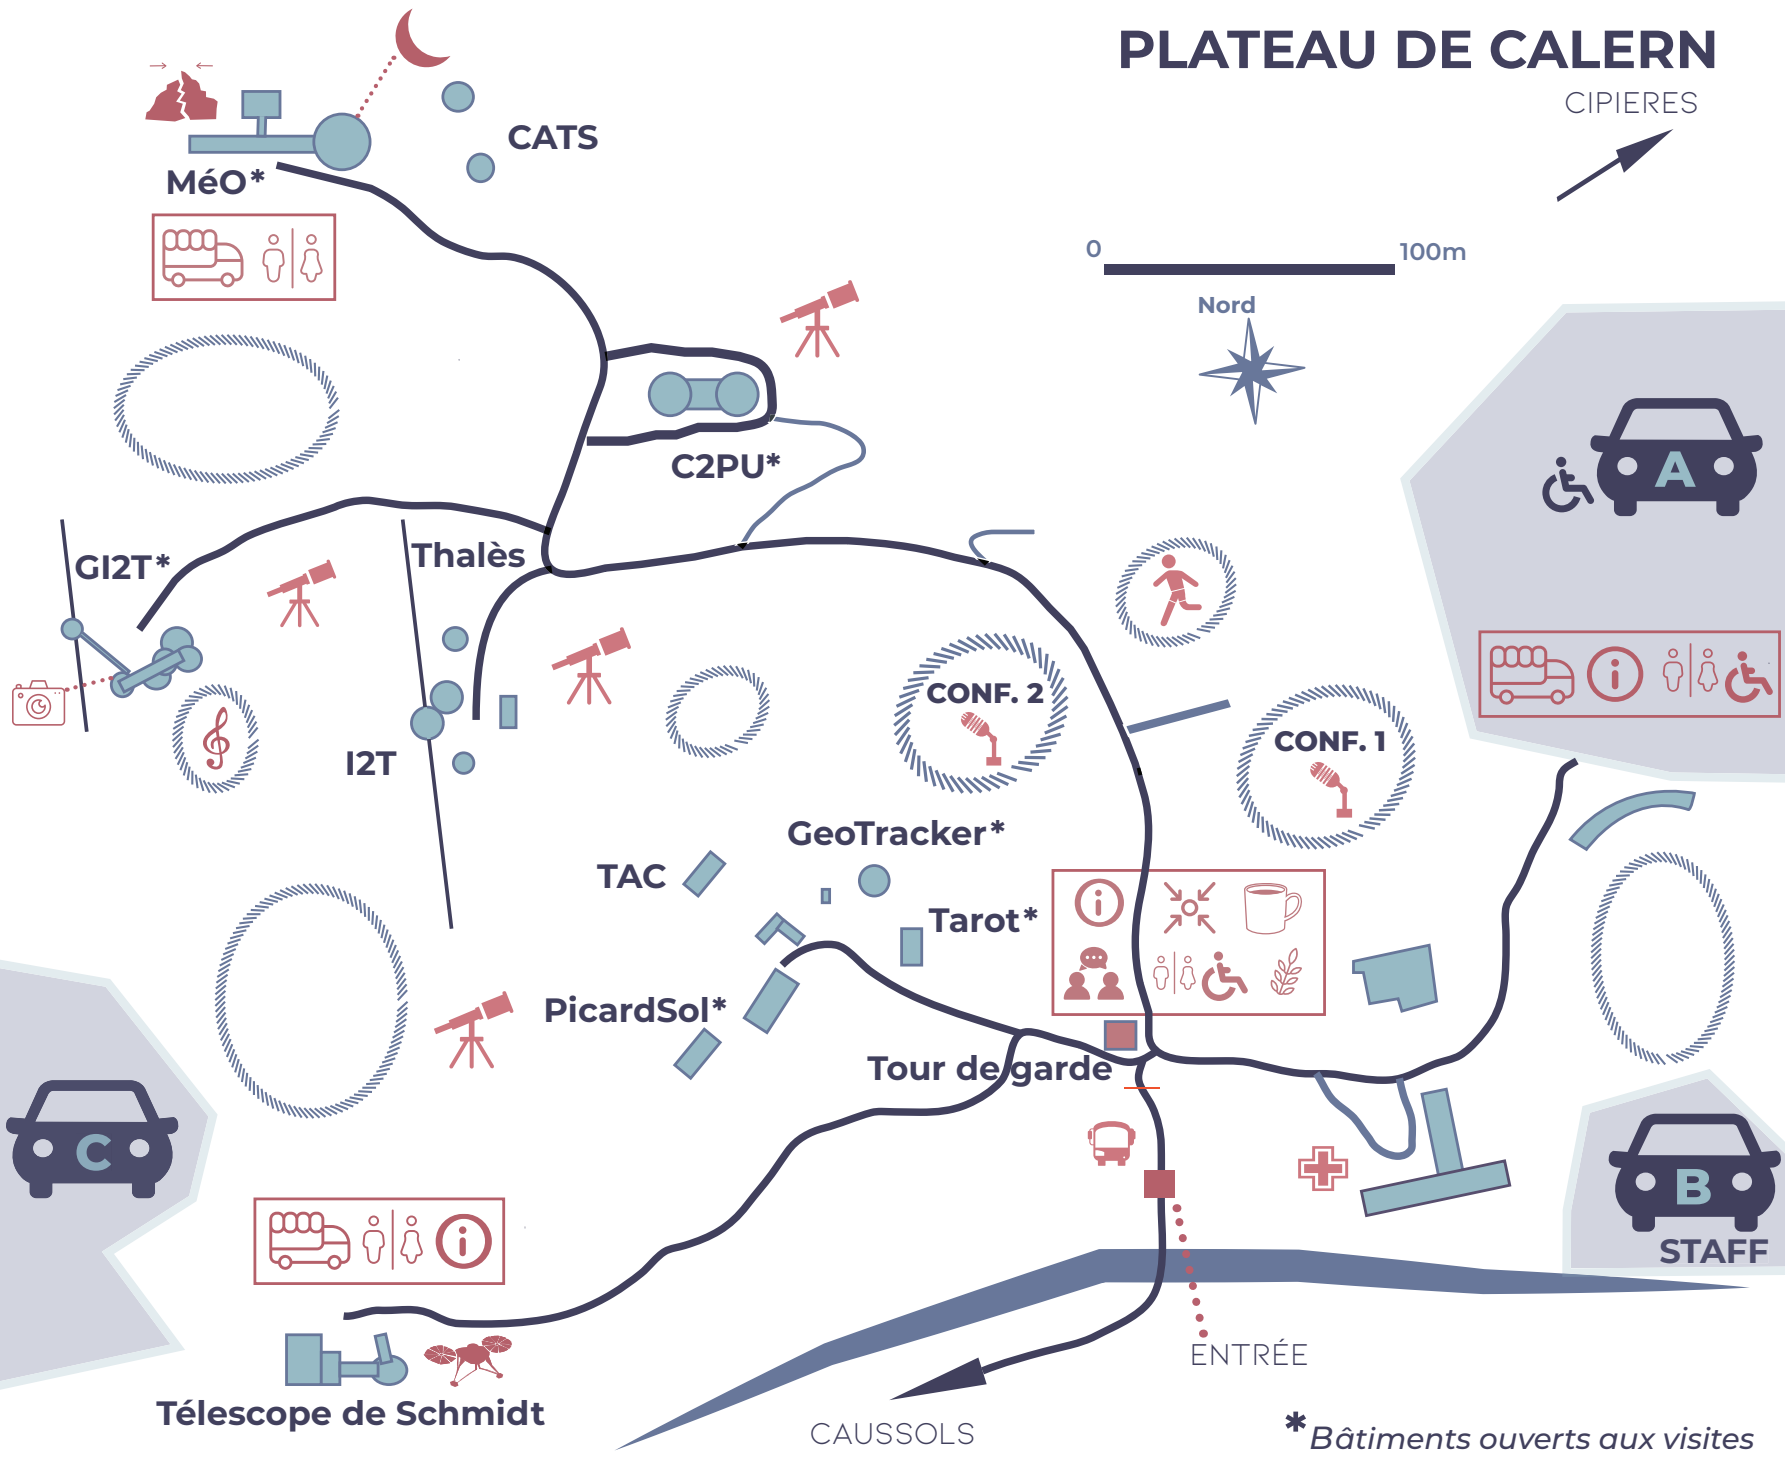 PLATEAU DE CALERN
CIPIERES
CATS
MéO*
0
100m
Nord
C2PU*
A
Thalès
GI2T*
CONF. 2
CONF. 1
I2T
GeoTracker*
TAC
Tarot*
PicardSol*
Tour de garde
C
B
STAFF
ENTRÉE
Télescope de Schmidt
CAUSSOLS
*Bâtiments ouverts aux visites